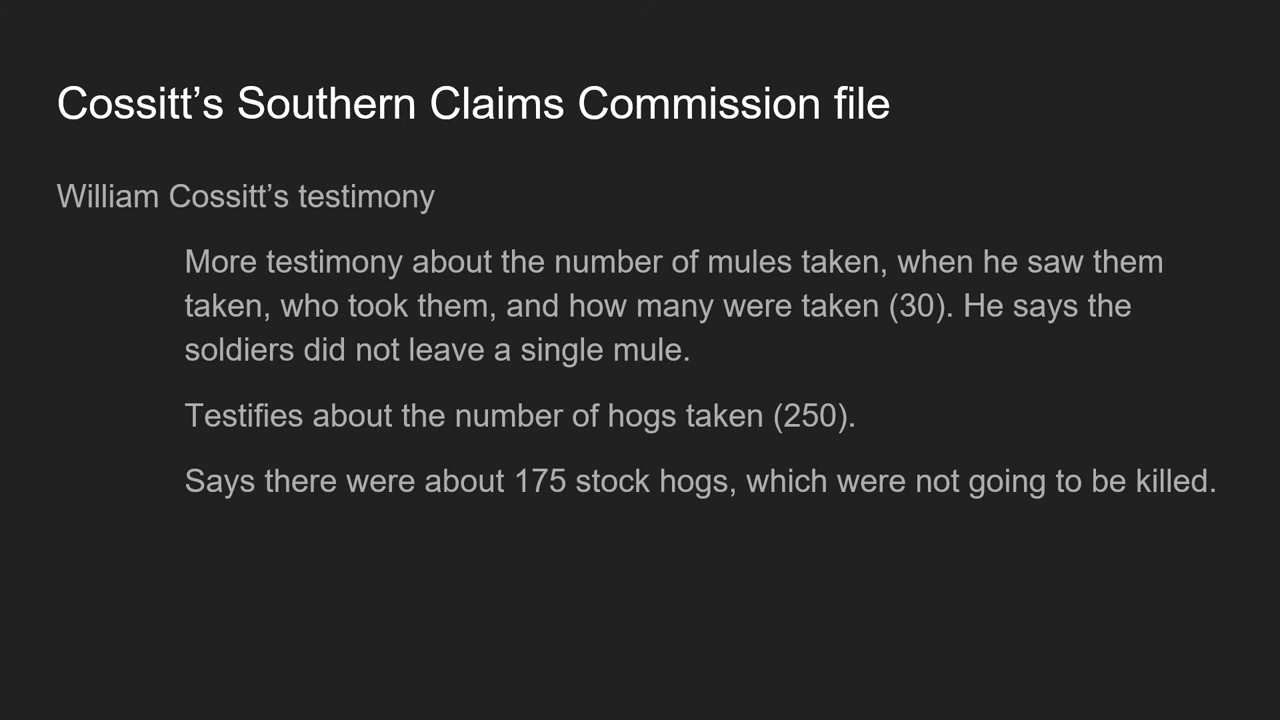 Cossitt’s Southern Claims Commission file
William Cossitt’s testimony
More testimony about the number of mules taken, when he saw them
taken, who took them, and how many were taken (30). He says the
soldiers did not leave a single mule.
Testifies about the number of hogs taken (250).
Says there were about 175 stock hogs, which were not going to be killed.